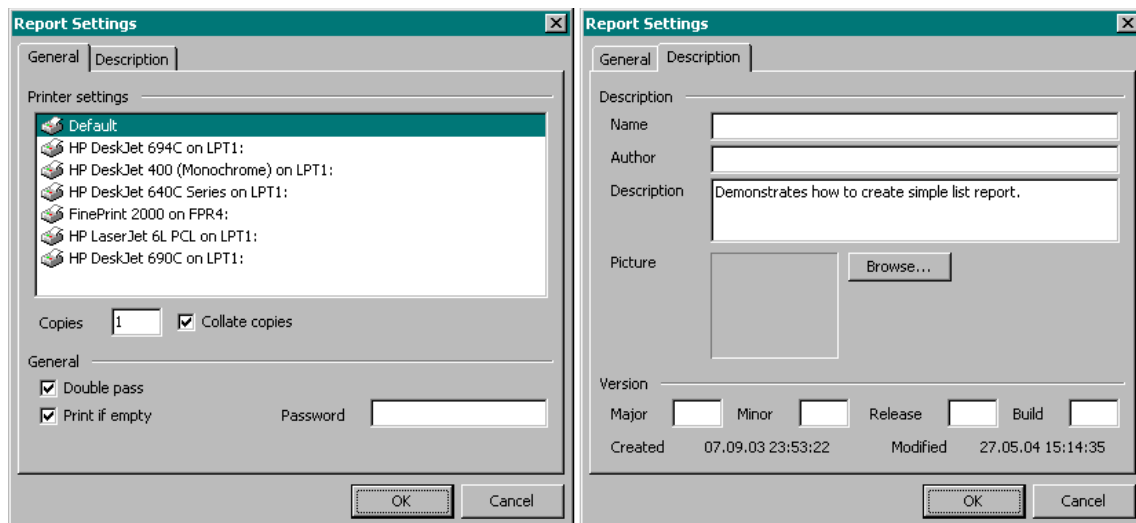 Report Settings
General Description
Printer settings
Default
HP DeskJet 694C on LPT1:
HP DeskJet 400 (Monochrome) on LPT1:
HP DeskJet 640C Series on LPT1:
FinePrint 2000 on FPR4:
HP LaserJet 6L PCL on LPT1:
HP DeskJet 690C on LPT1:
Copies 1 Collate copies
General
Double pass
Print if empty Password
OK Cancel
Report Settings
General Description
Description
Name
Author
Description Demonstrates how to create simple list report.
Picture Browse...
Version
Major Minor Release Build
Created 07.09.03 23:53:22 Modified 27.05.04 15:14:35
OK Cancel